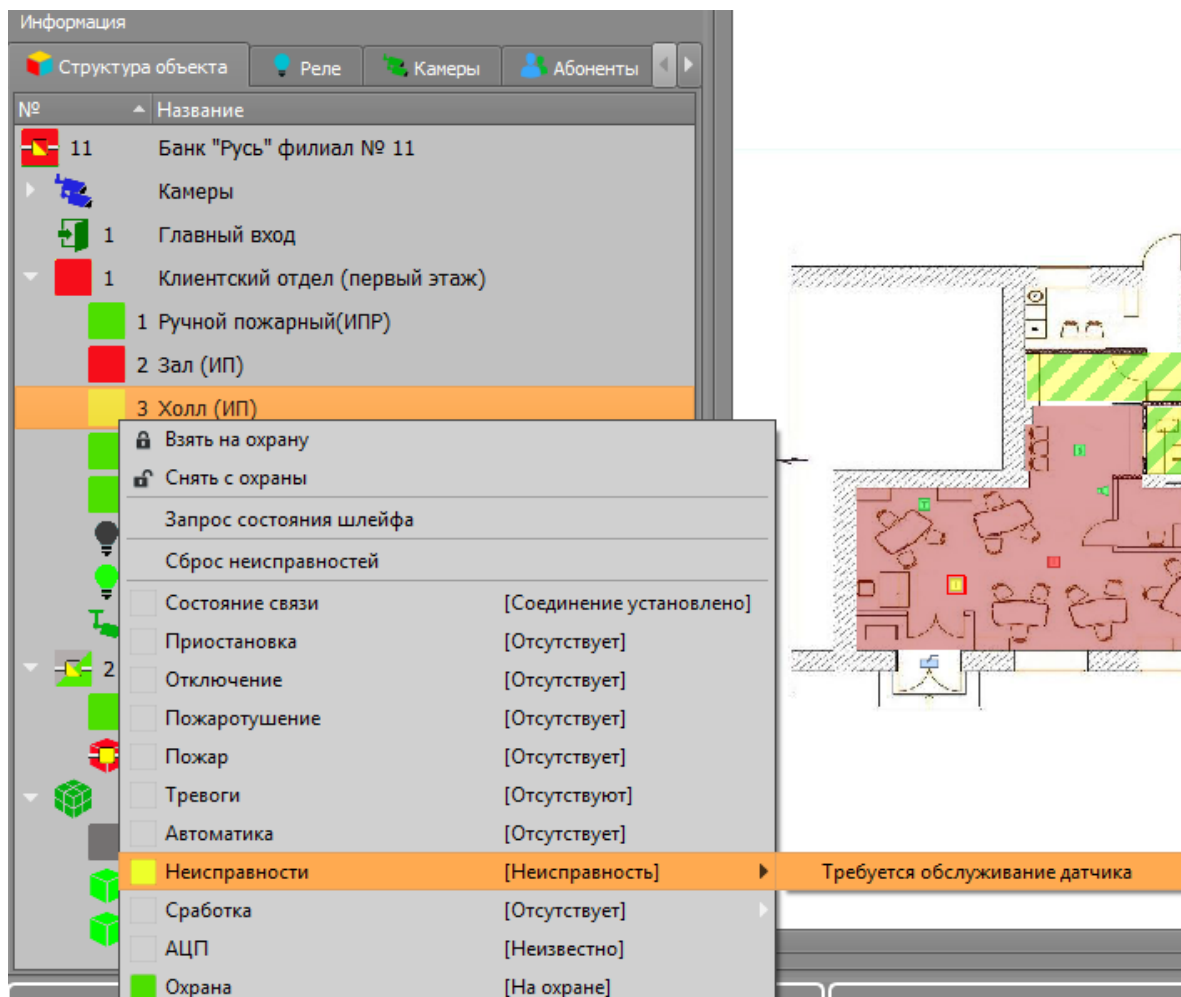 Информация
Структура объекта Реле Камеры Абоненты
№ Название
11 Банк "Русь" филиал № 11
Камеры
1 Главный вход
1 Клиентский отдел (первый этаж)
1 Ручной пожарный(ИПР)
2 Зал (ИП)
3 Холл (ИП)
Взять на охрану
Снять с охраны
Запрос состояния шлейфа
Сброс неисправностей
Состояние связи [Соединение установлено]
Приостановка [Отсутствует]
Отключение [Отсутствует]
2
Пожаротушение [Отсутствует]
Пожар [Отсутствует]
Тревоги [Отсутствуют]
Автоматика [Отсутствует]
Неисправности [Неисправность] Требуется обслуживание датчика
Сработка [Отсутствует]
АЦП [Неизвестно]
Охрана [На охране]